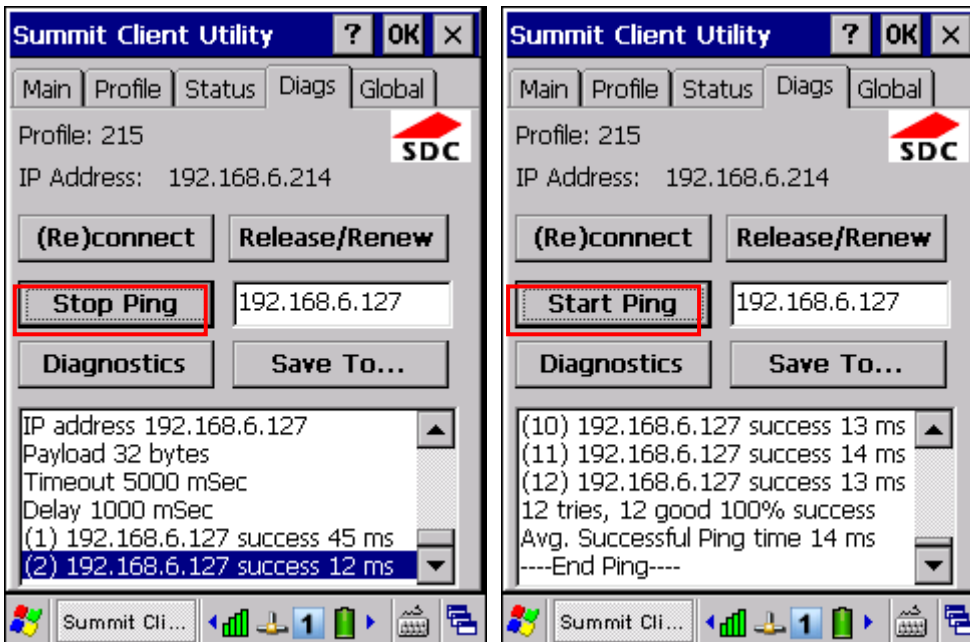 Summit Client Utility ? OK ×
Main Profile Status Diags Global
Profile: 215
SDC
IP Address: 192.168.6.214
(Re)connect Release/Renew
Stop Ping 192.168.6.127
Diagnostics Save To...
IP address 192.168.6.127
Payload 32 bytes
Timeout 5000 mSec
Delay 1000 mSec
(1) 192.168.6.127 success 45 ms
(2) 192.168.6.127 success 12 ms
Summit Cli... 1
Summit Client Utility ? OK ×
Main Profile Status Diags Global
Profile: 215
SDC
IP Address: 192.168.6.214
(Re)connect Release/Renew
Start Ping 192.168.6.127
Diagnostics Save To...
(10) 192.168.6.127 success 13 ms
(11) 192.168.6.127 success 14 ms
(12) 192.168.6.127 success 13 ms
12 tries, 12 good 100% success
Avg. Successful Ping time 14 ms
----End Ping----
Summit Cli... 1